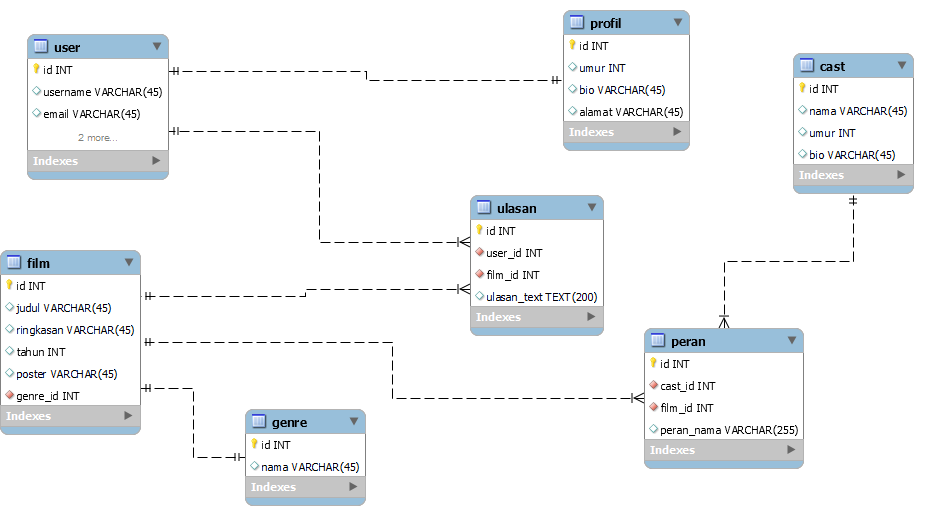 user
id INT
username VARCHAR(45)
email VARCHAR(45)
2 more...
Indexes
profil
id INT
umur INT
bio VARCHAR(45)
alamat VARCHAR(45)
Indexes
cast
id INT
nama VARCHAR(45)
umur INT
bio VARCHAR(45)
Indexes
ulasan
id INT
user_id INT
film_id INT
ulasan_text TEXT(200)
Indexes
film
id INT
judul VARCHAR(45)
ringkasan VARCHAR(45)
tahun INT
poster VARCHAR(45)
genre_id INT
Indexes
peran
id INT
cast_id INT
film_id INT
peran_nama VARCHAR(255)
Indexes
genre
id INT
nama VARCHAR(45)
Indexes